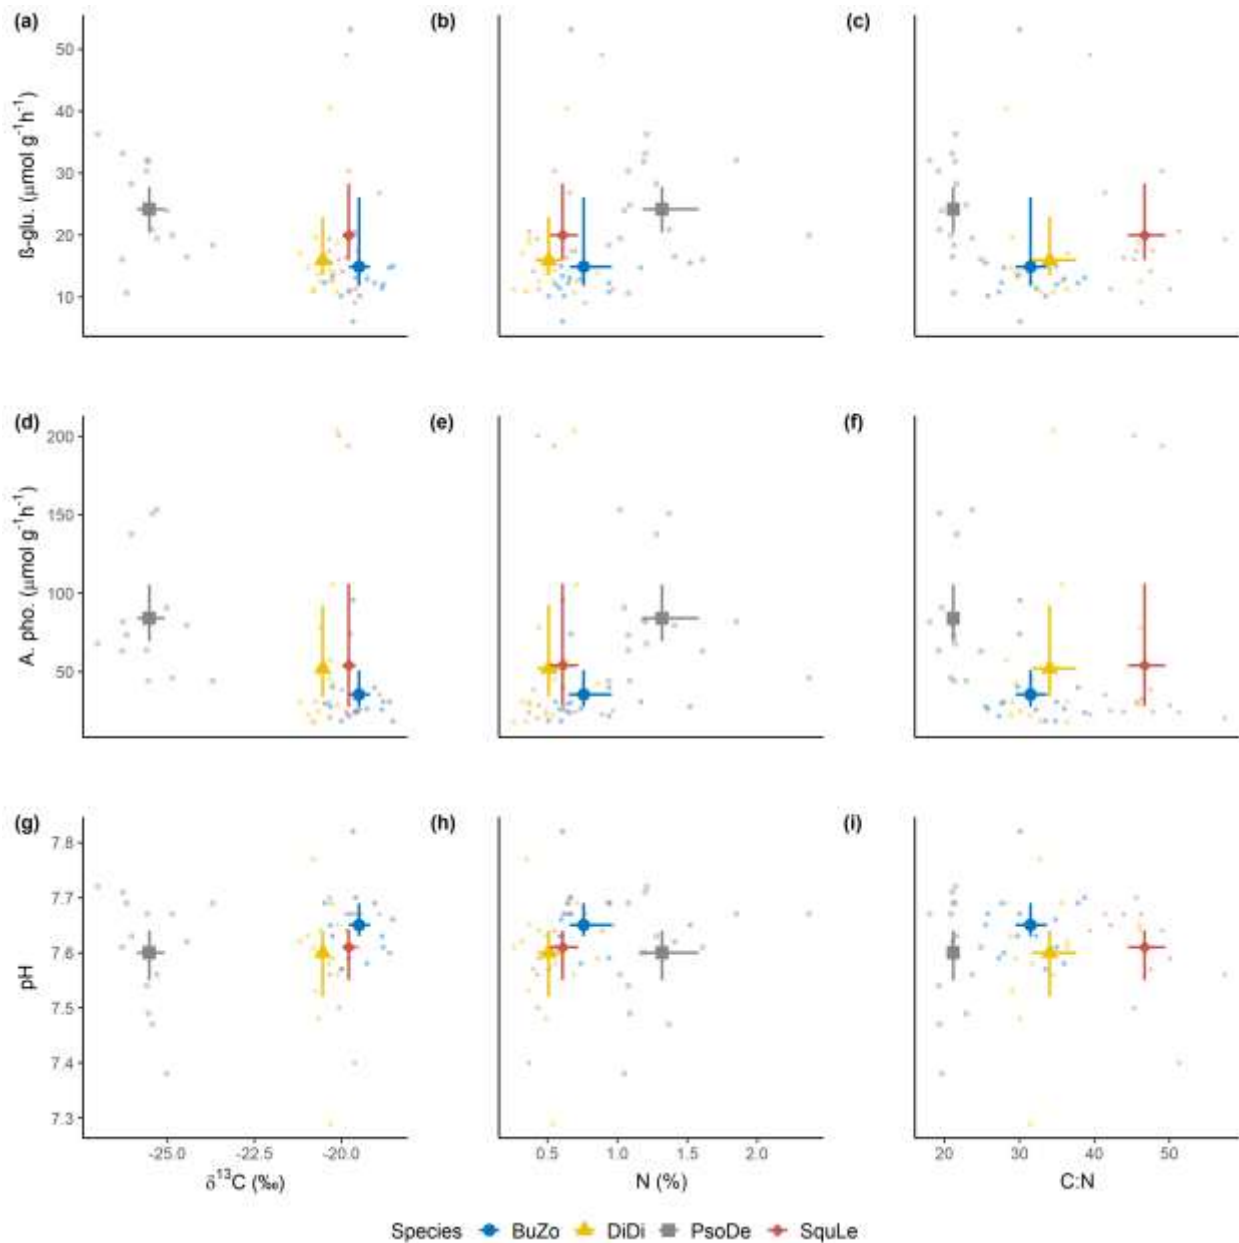 (a) (b) (c)
50
40
30
20
10
ß-glu. (μmol g⁻¹h⁻¹)
(d) (e) (f)
200
150
100
50
A. pho. (μmol g⁻¹h⁻¹)
(g) (h) (i)
7.8
7.7
7.6
7.5
7.4
7.3
pH
-25.0 -22.5 -20.0 0.5 1.0 1.5 2.0 20 30 40 50
δ¹³C (‰) N (%) C:N
Species BuZo DiDi PsoDe SquLe